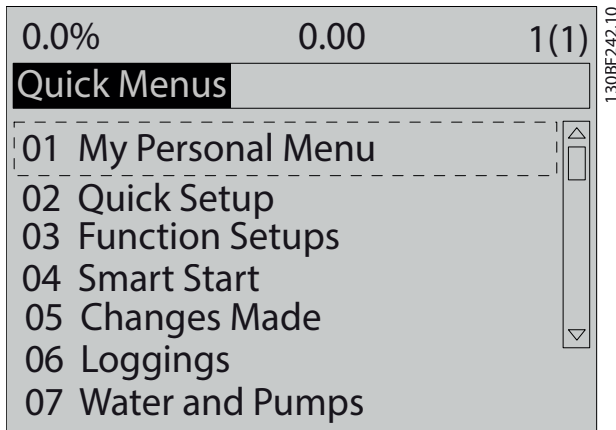 0.0% 0.00 1(1)
Quick Menus
01 My Personal Menu
02 Quick Setup
03 Function Setups
04 Smart Start
05 Changes Made
06 Loggings
07 Water and Pumps
130BF242.10